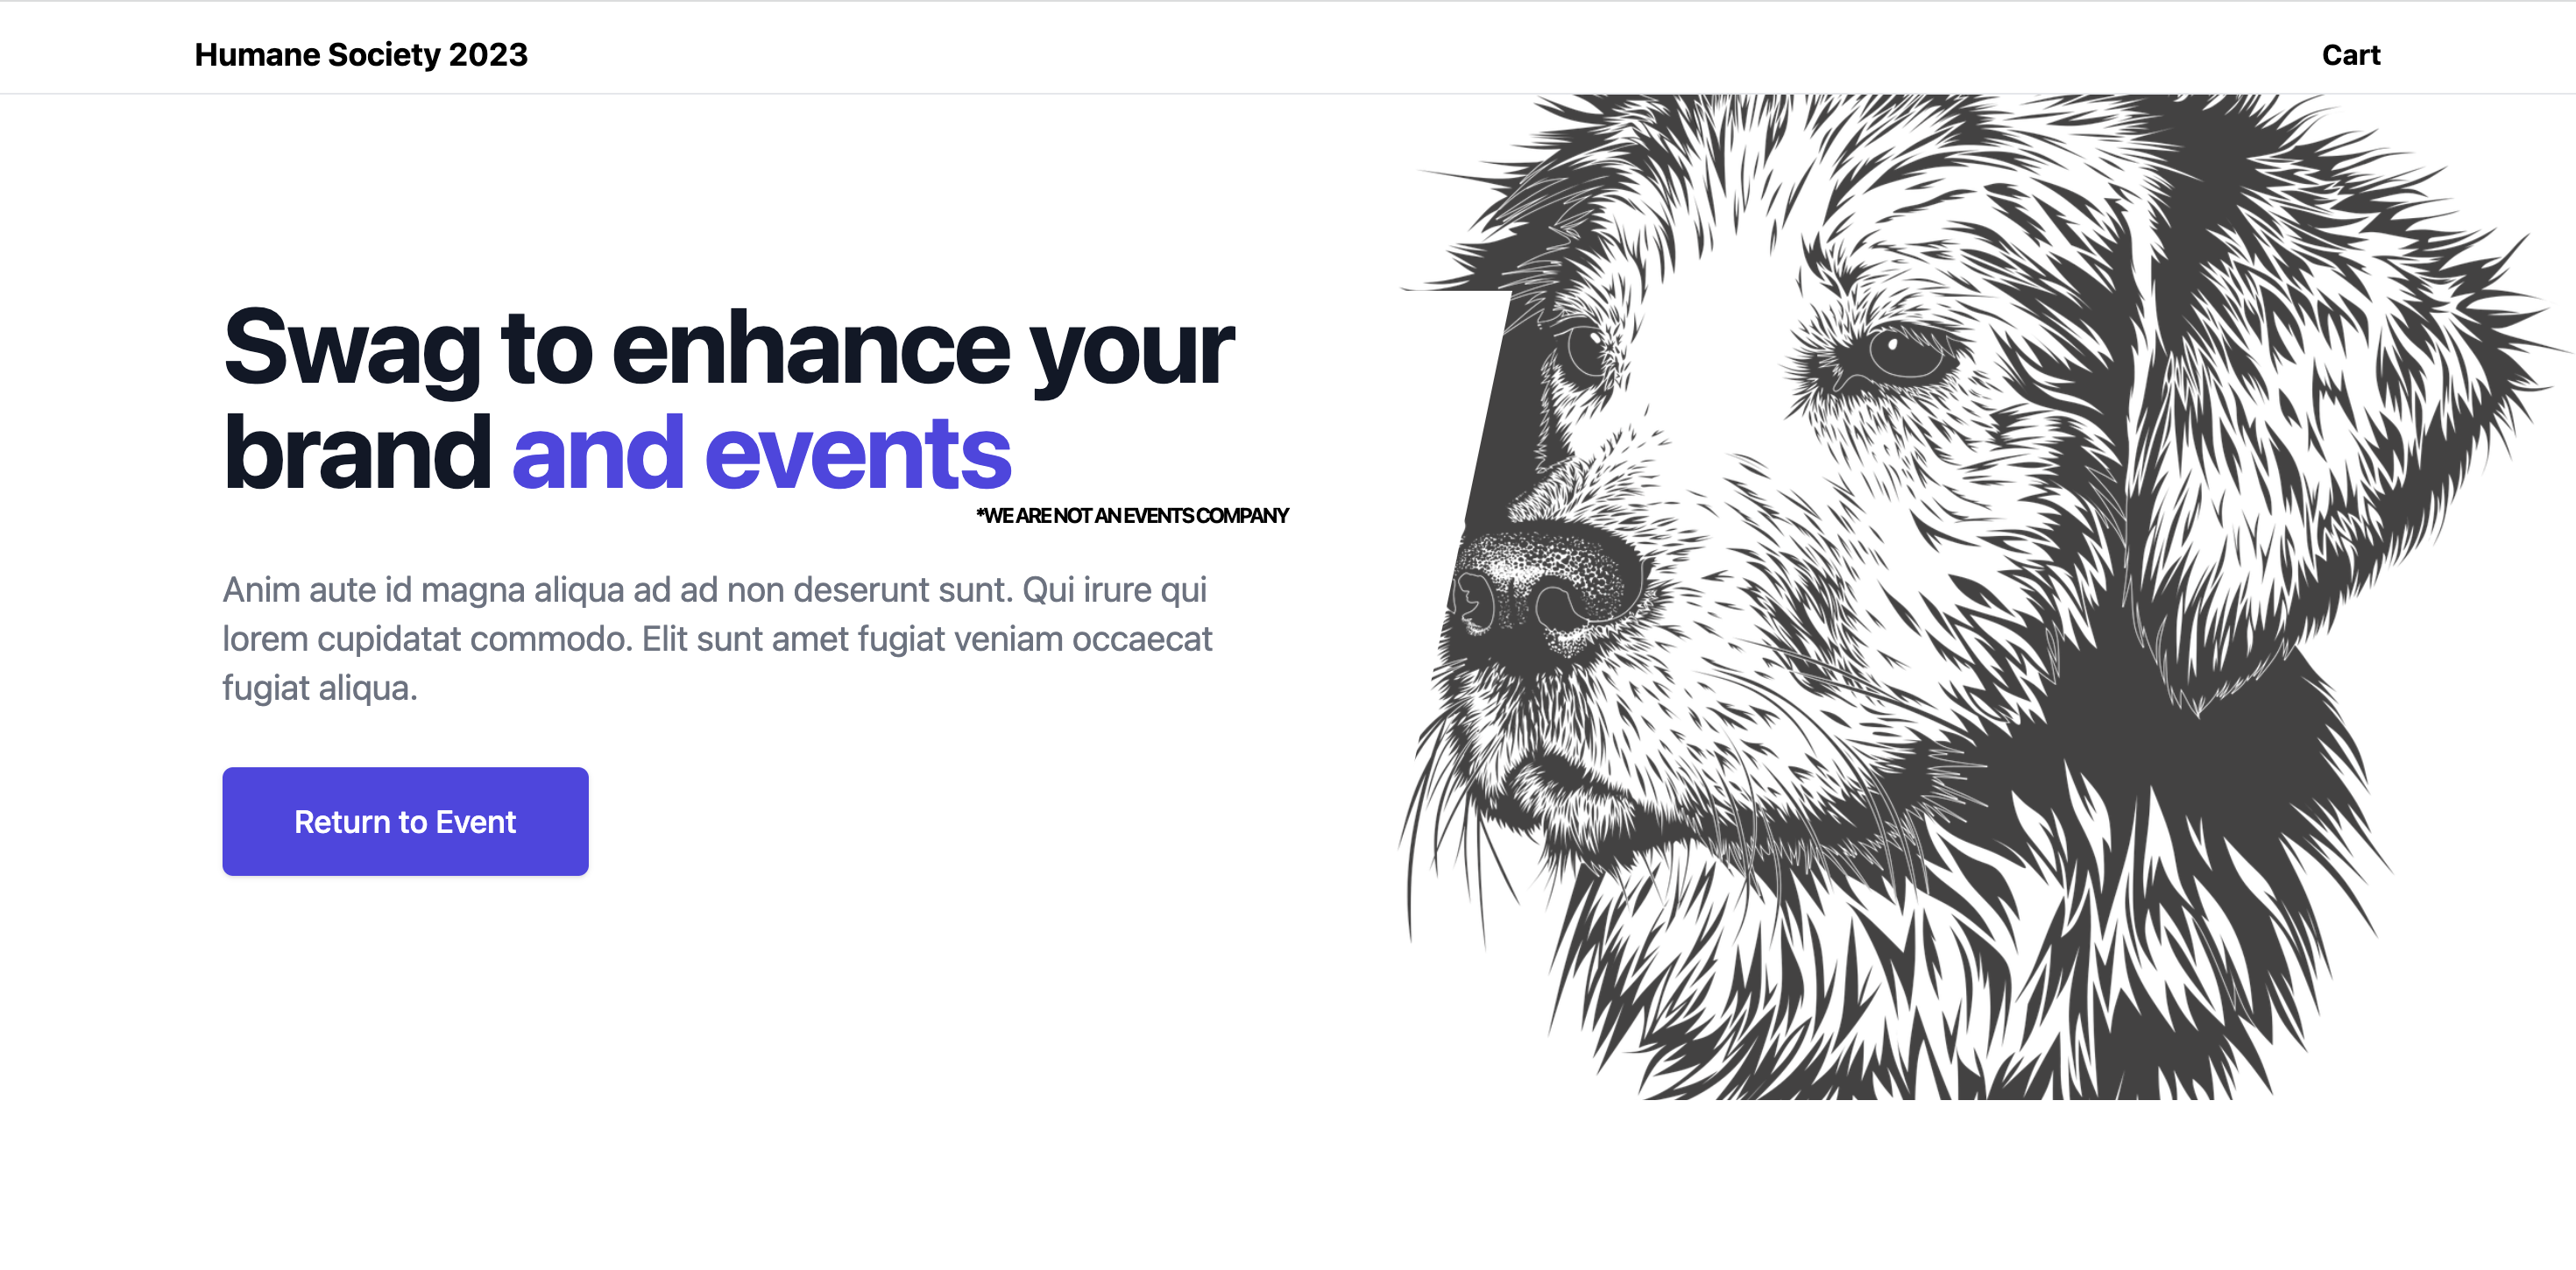 Humane Society 2023
Cart
Swag to enhance your
brand and events
*WE ARE NOT AN EVENTS COMPANY
Anim aute id magna aliqua ad ad non deserunt sunt. Qui irure qui
lorem cupidatat commodo. Elit sunt amet fugiat veniam occaecat
fugiat aliqua.
Return to Event